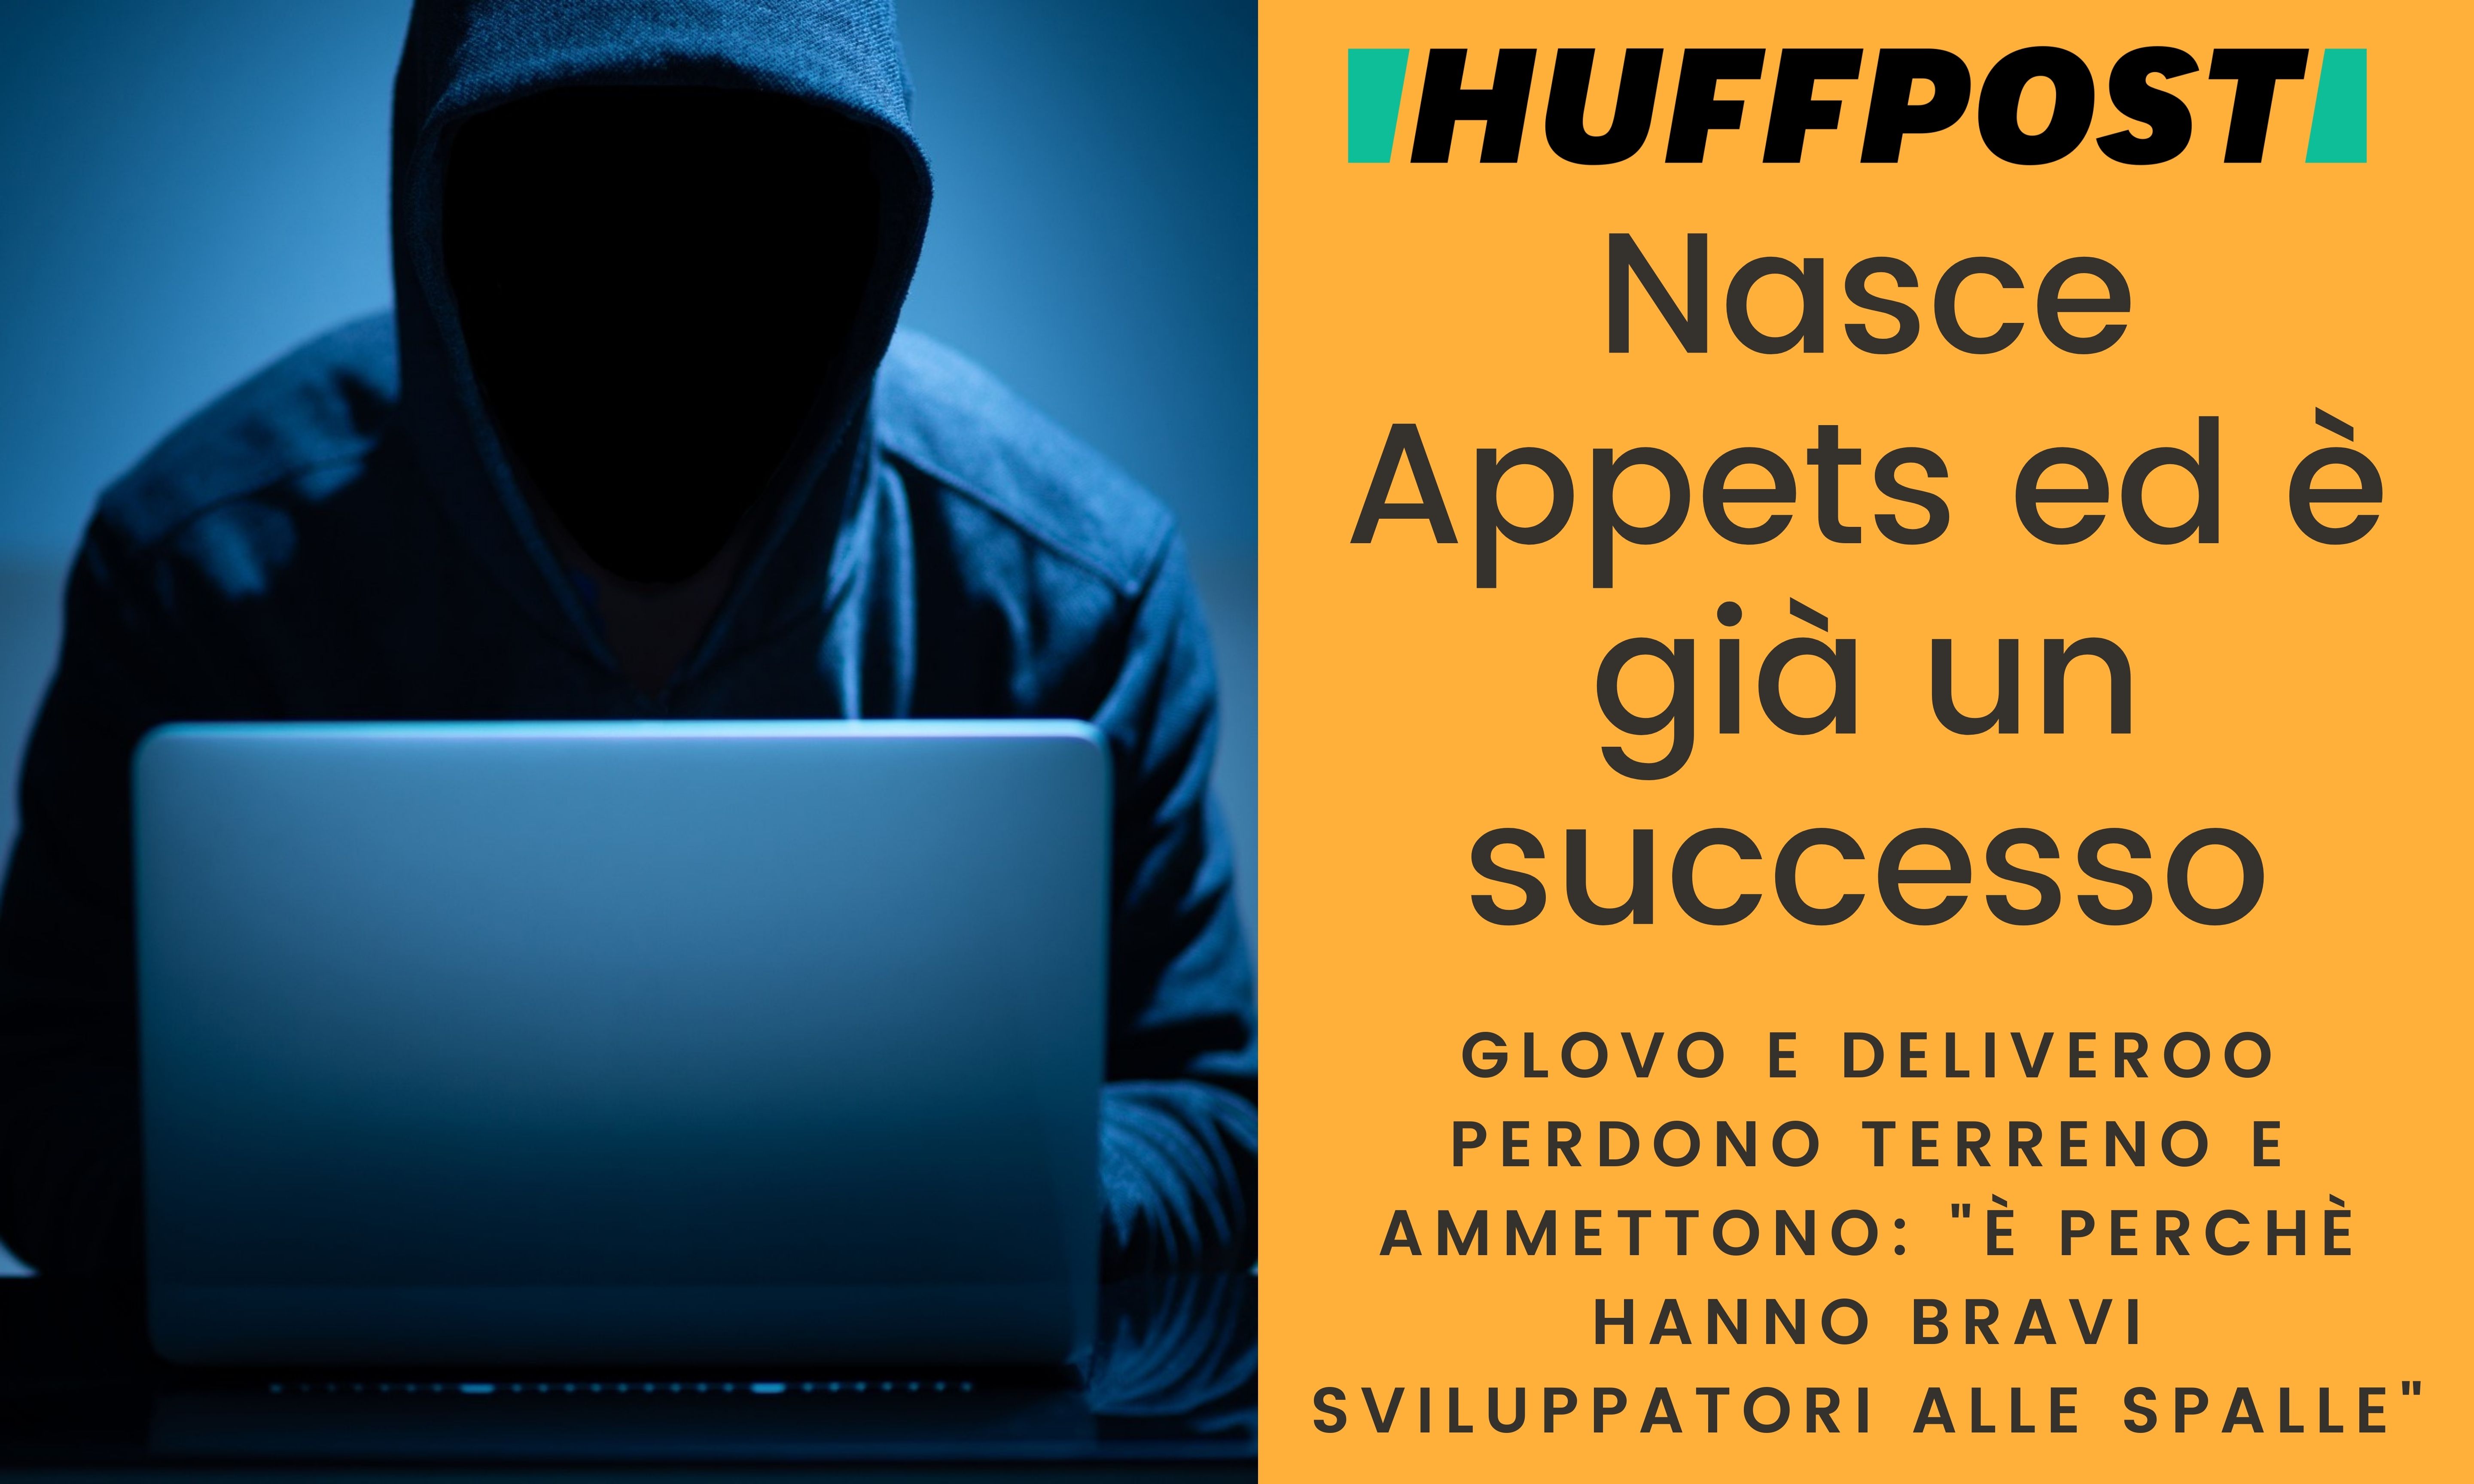 HUFFPOST
Nasce
Appets ed è
già un
successo
GLOVO E DELIVEROO
PERDONO TERRENO E
AMMETTONO: "È PERCHÈ
HANNO BRAVI
SVILUPPATORI ALLE SPALLE"